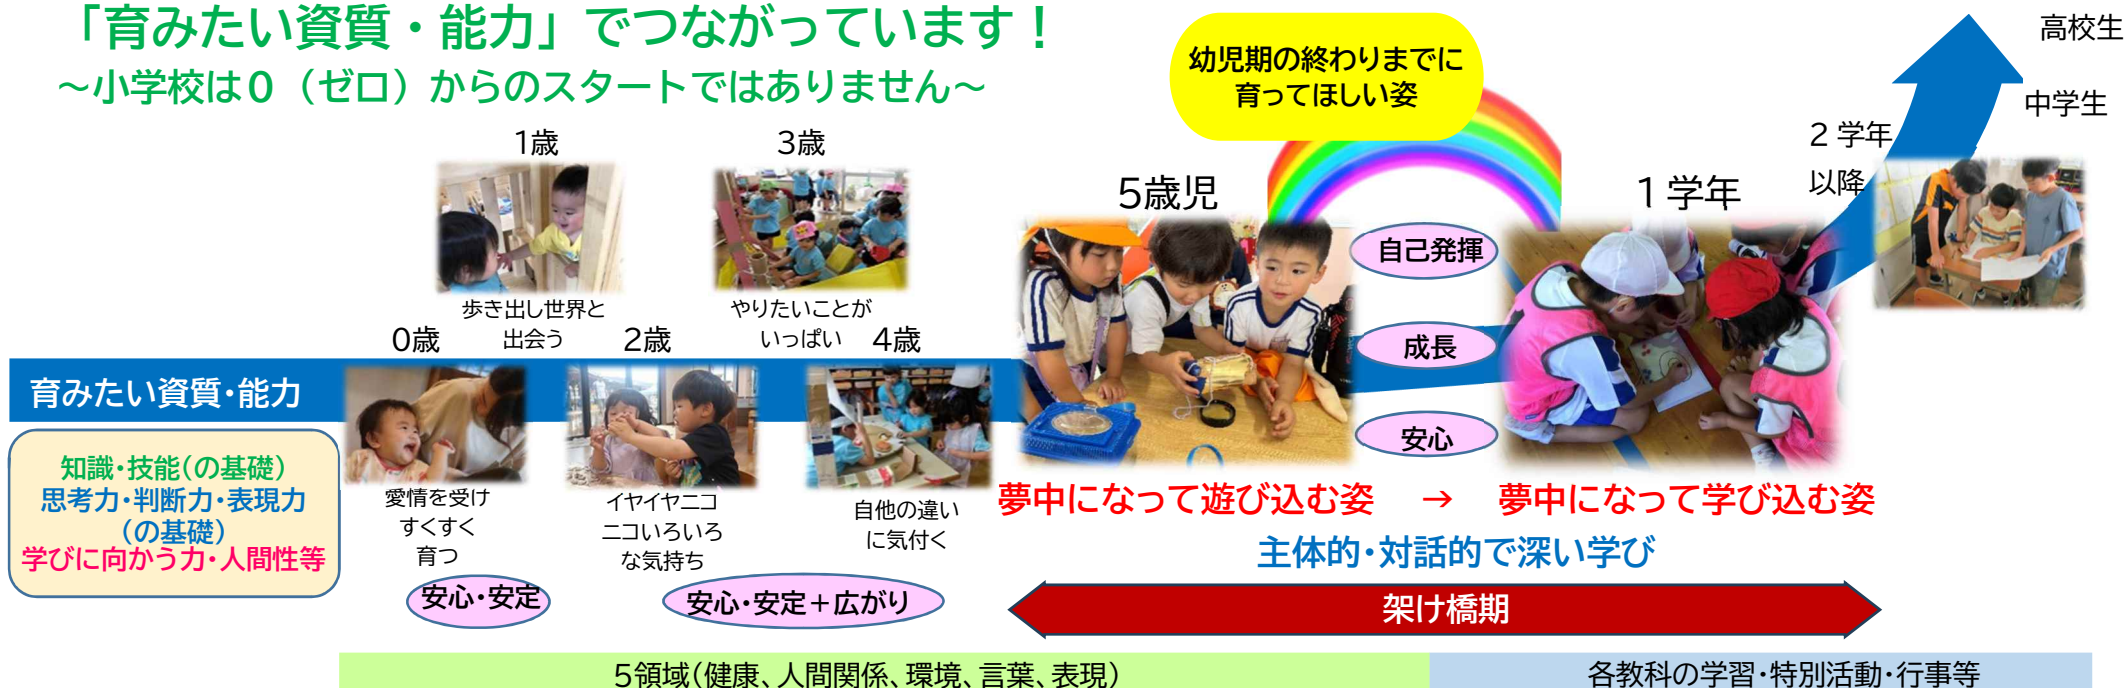 「育みたい資質・能力」でつながっています！
～小学校は０（ゼロ）からのスタートではありません～
幼児期の終わりまでに
育ってほしい姿
高校生
中学生
２学年
以降
1歳
3歳
5歳児
１学年
歩き出し世界と
出会う
やりたいことが
いっぱい
0歳
2歳
4歳
自己発揮
成長
安心
育みたい資質・能力
知識・技能（の基礎）
思考力・判断力・表現力
（の基礎）
学びに向かう力・人間性等
愛情を受け
すくすく
育つ
イヤイヤニコ
ニコいろいろ
な気持ち
自他の違い
に気付く
夢中になって遊び込む姿　→　夢中になって学び込む姿
主体的・対話的で深い学び
安心・安定
安心・安定＋広がり
架け橋期
5領域（健康、人間関係、環境、言葉、表現）
各教科の学習・特別活動・行事等